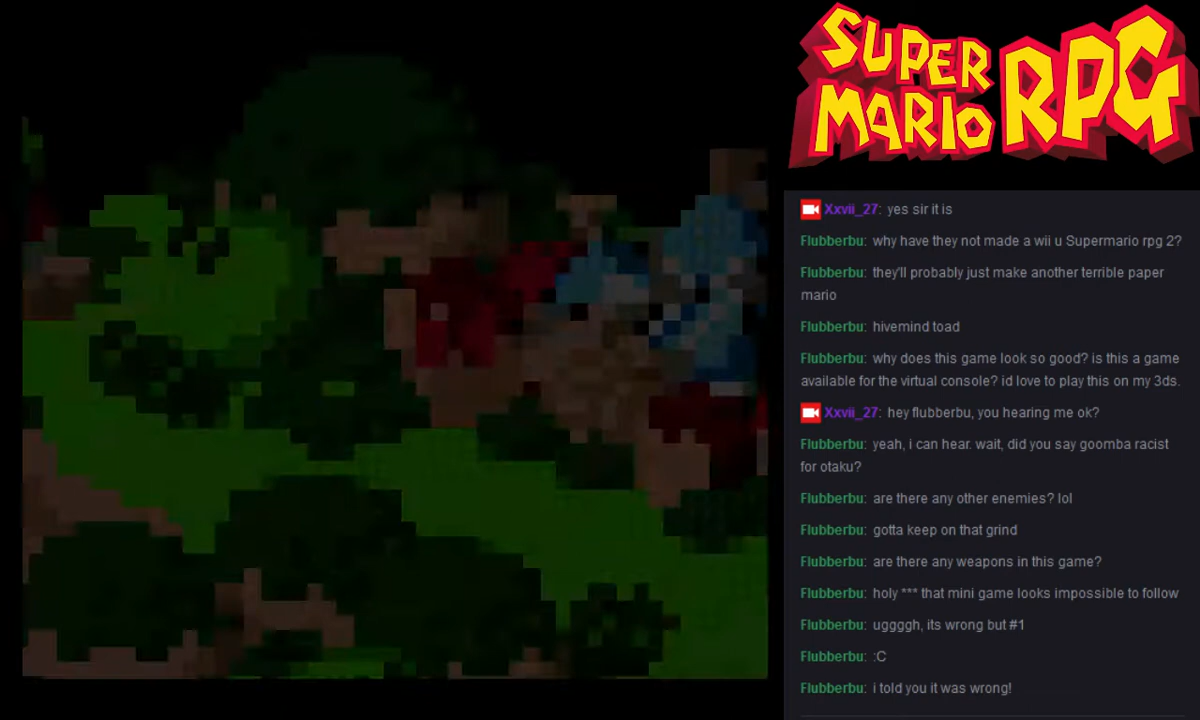 SUPER
MARIO RPG
Xxvii_27: yes sir it is
Flubberbu: why have they not made a wii u Supermario rpg 2?
Flubberbu: they'll probably just make another terrible paper
mario
Flubberbu: hivemind toad
Flubberbu: why does this game look so good? is this a game
available for the virtual console? id love to play this on my 3ds.
Xxvii_27: hey flubberbu, you hearing me ok?
Flubberbu: yeah, i can hear. wait, did you say goomba racist
for otaku?
Flubberbu: are there any other enemies? lol
Flubberbu: gotta keep on that grind
Flubberbu: are there any weapons in this game?
Flubberbu: holy *** that mini game looks impossible to follow
Flubberbu: uggggh, its wrong but #1
Flubberbu: :C
Flubberbu: i told you it was wrong!